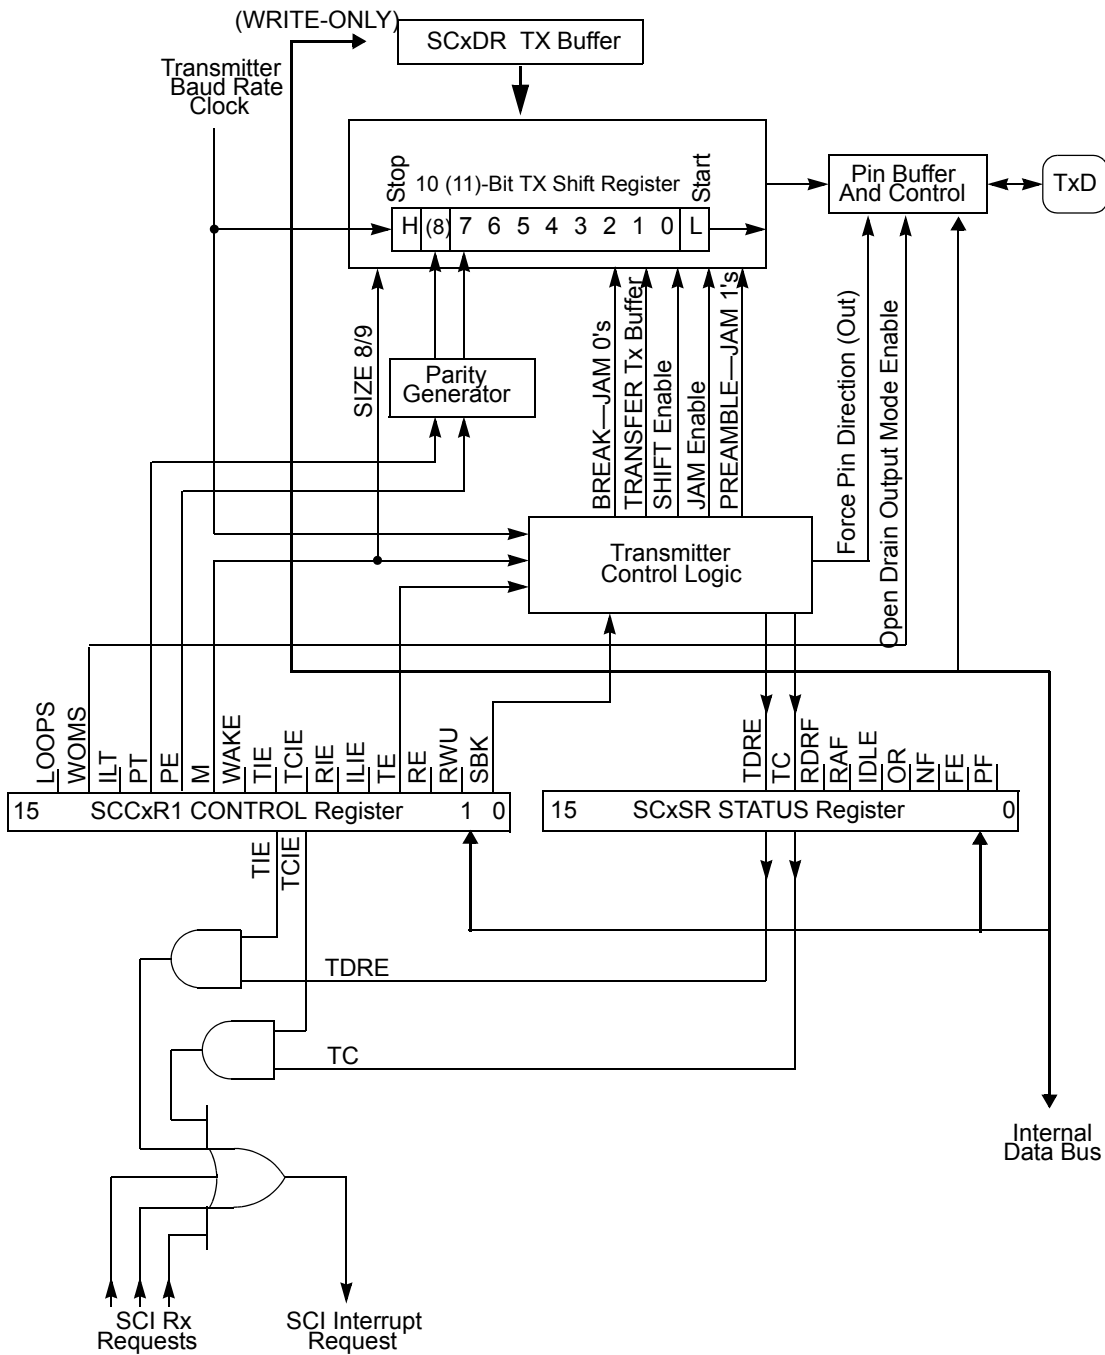 (WRITE-ONLY)
SCxDR TX Buffer
Transmitter
Baud Rate
Clock
Stop
10 (11)-Bit TX Shift Register
Start
H (8) 7 6 5 4 3 2 1 0 L
Pin Buffer
And Control
TxD
SIZE 8/9
Parity
Generator
BREAK—JAM 0's
TRANSFER Tx Buffer
SHIFT Enable
JAM Enable
PREAMBLE—JAM 1's
Force Pin Direction (Out)
Open Drain Output Mode Enable
Transmitter
Control Logic
LOOPS
WOMS
ILT
PT
PE
M
WAKE
TIE
TCIE
RIE
ILIE
TE
RE
RWU
SBK
TDRE
TC
RDRF
RAF
IDLE
OR
NF
FE
PF
15 SCCxR1 CONTROL Register 1 0
15 SCxSR STATUS Register 0
TIE
TCIE
TDRE
TC
Internal
Data Bus
SCI Rx
Requests
SCI Interrupt
Request